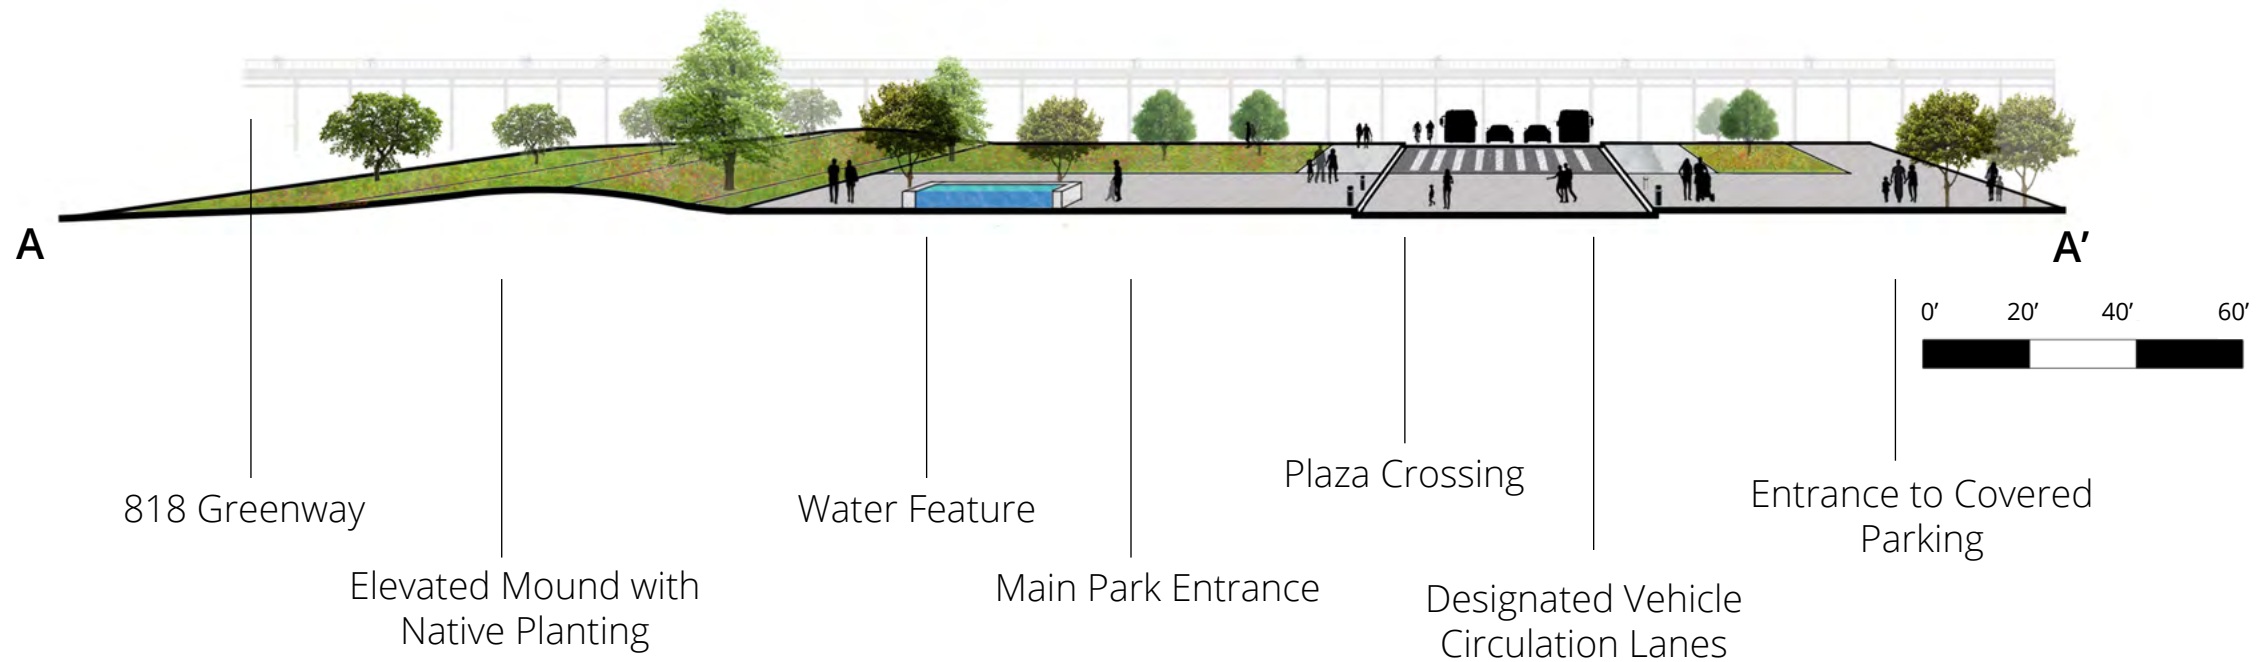 A
A’
0’ 20’ 40’ 60’
Plaza Crossing
818 Greenway
Water Feature
Entrance to Covered
Parking
Elevated Mound with
Native Planting
Main Park Entrance
Designated Vehicle
Circulation Lanes